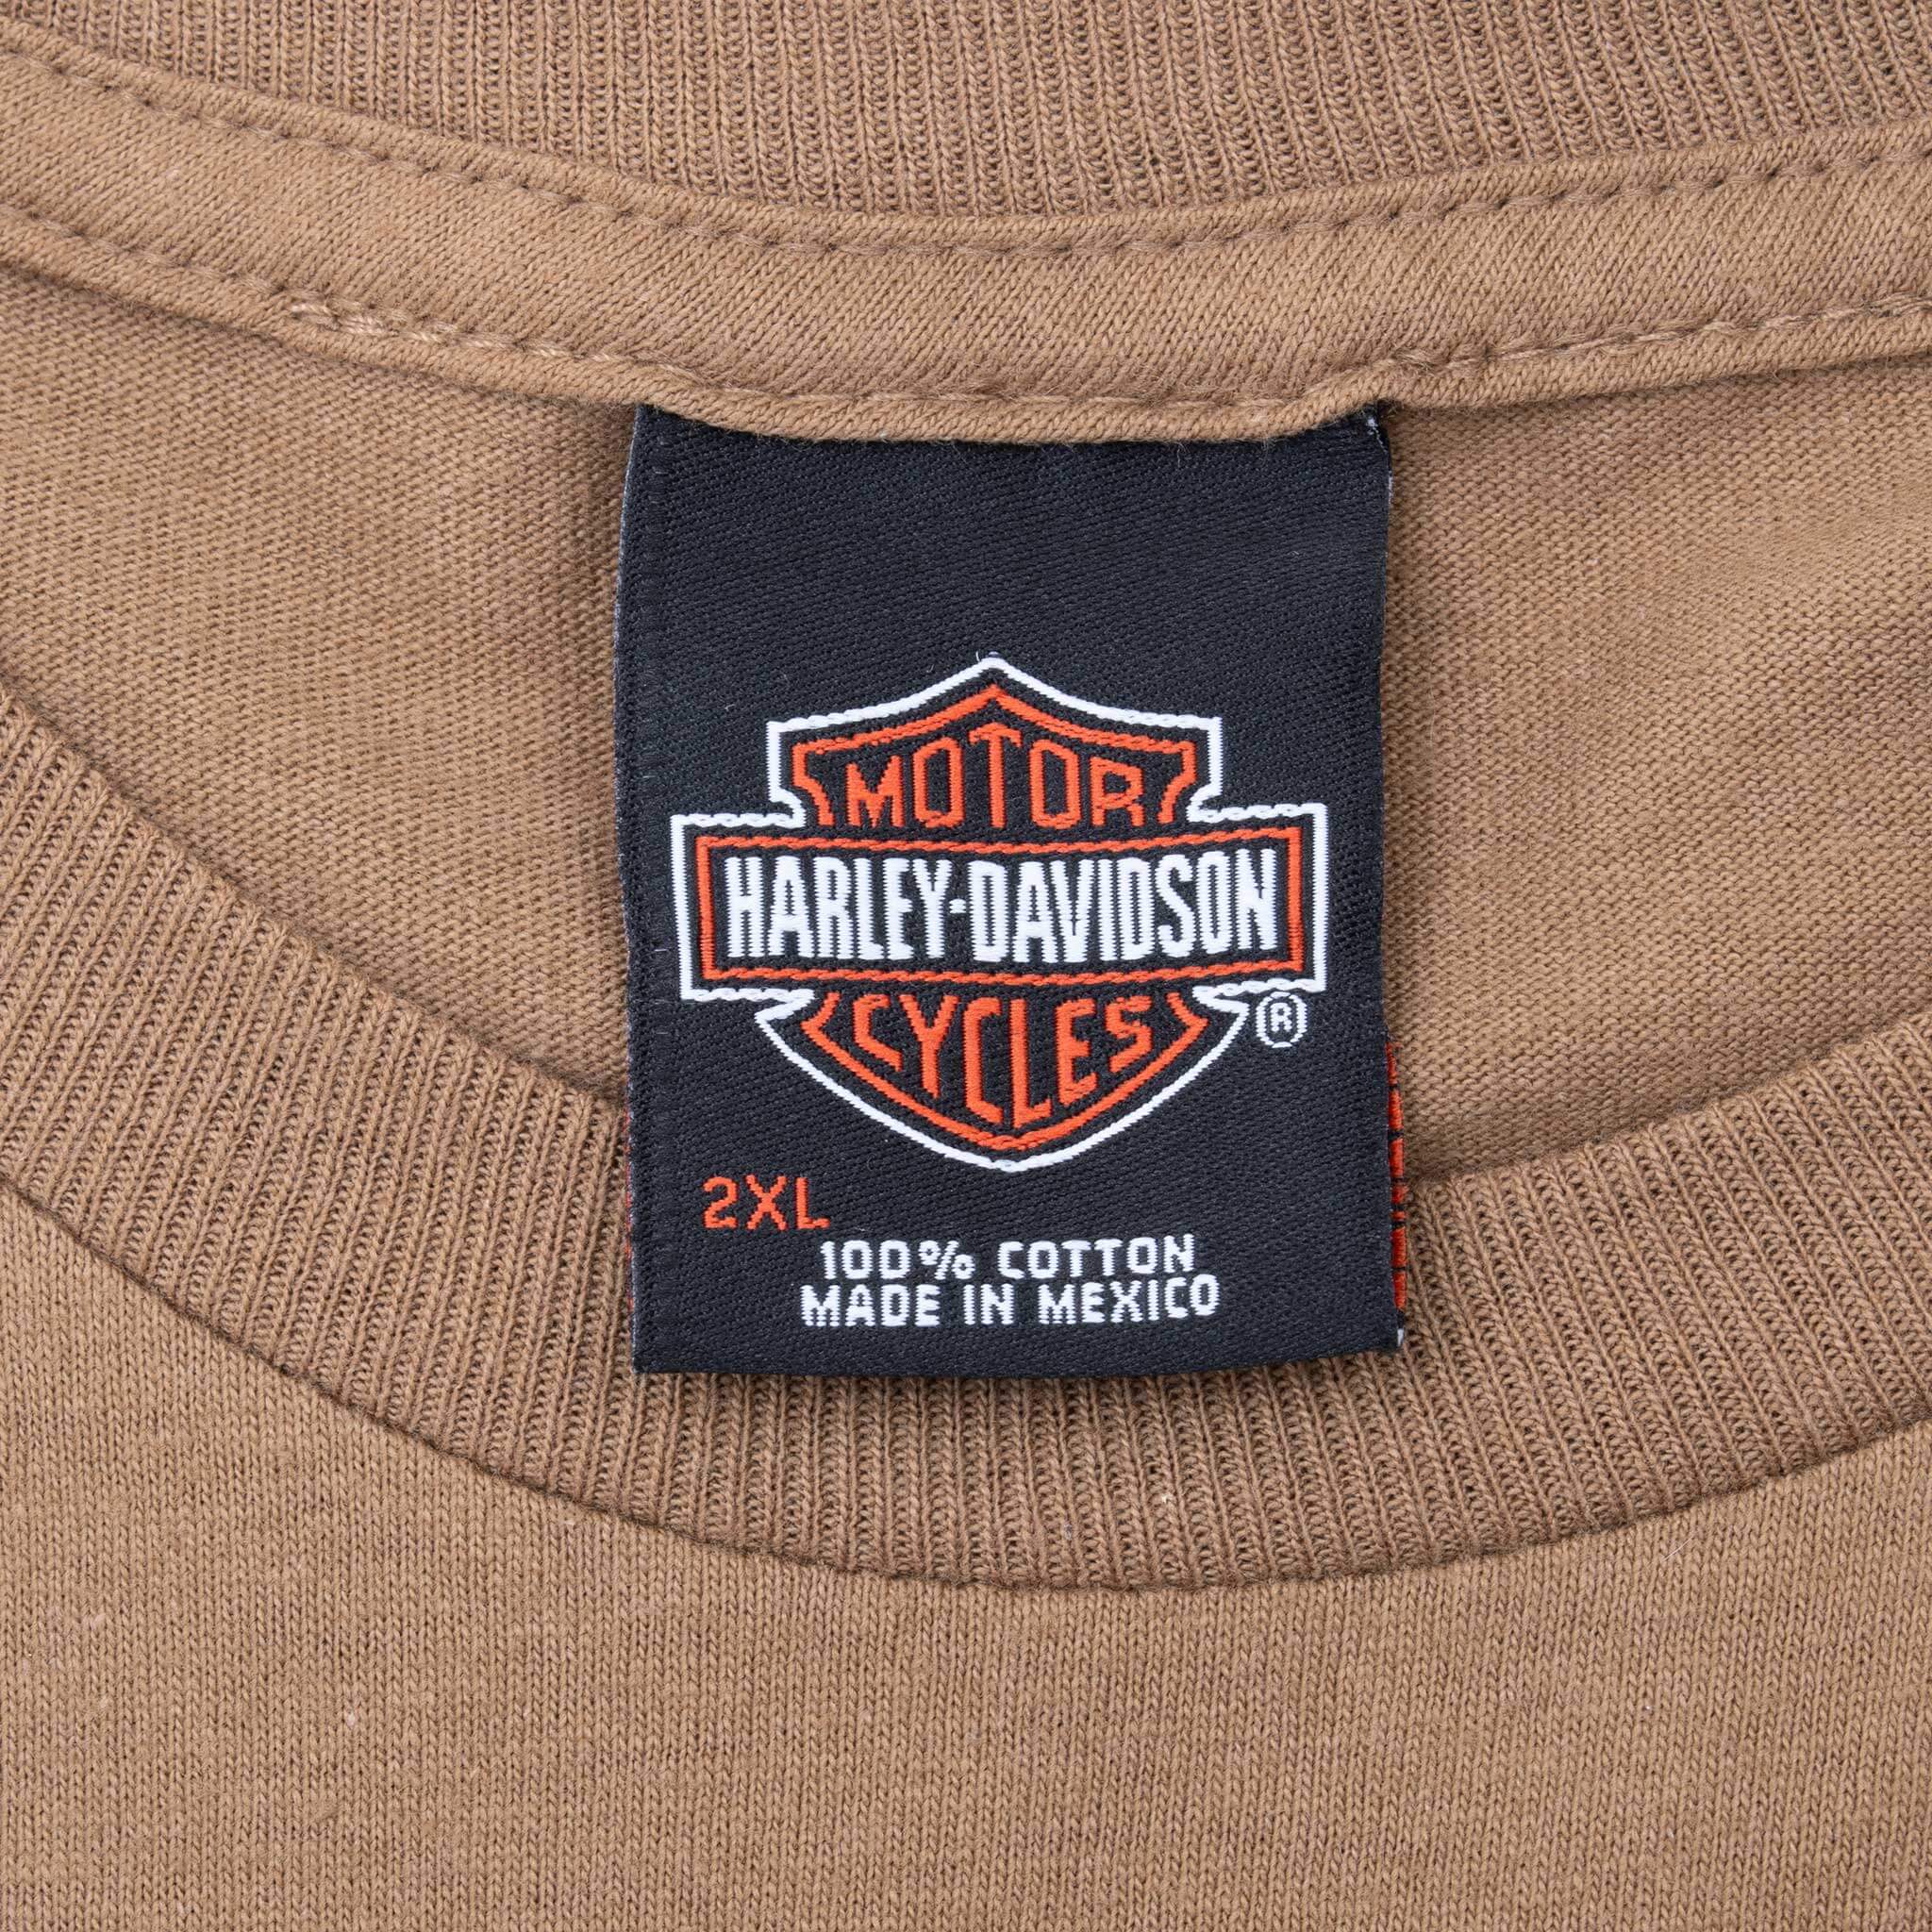 MOTOR
HARLEY-DAVIDSON
CYCLES
®
2XL
100% COTTON
MADE IN MEXICO